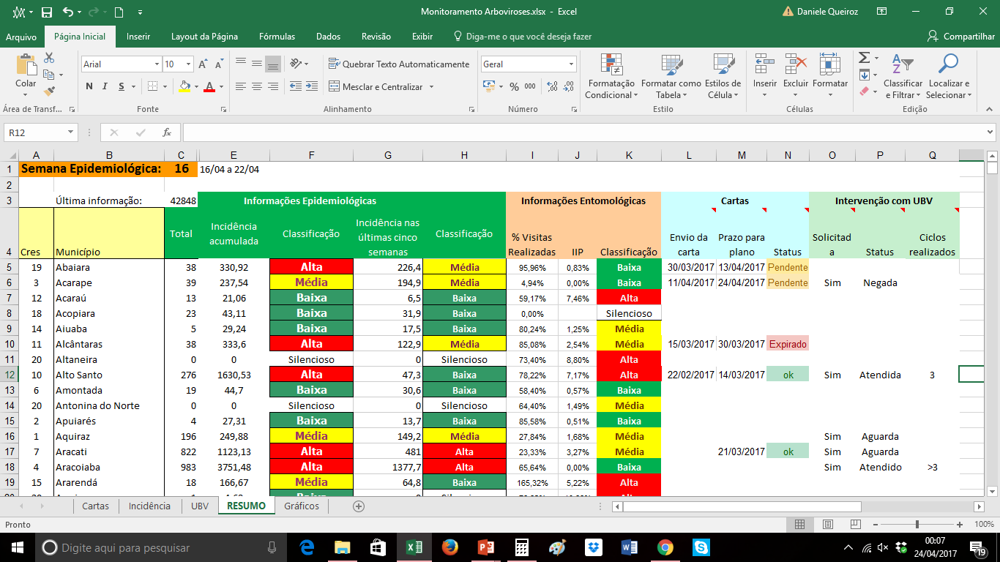 Monitoramento Arboviroses.xlsx - Excel
Daniele Queiroz
Arquivo Página Inicial Inserir Layout da Página Fórmulas Dados Revisão Exibir Diga-me o que você deseja fazer Compartilhar
Colar
Área de Transf...
Arial 10
N I S
Fonte
Quebrar Texto Automaticamente
Mesclar e Centralizar
Alinhamento
Geral
% 000
Número
Formatação Condicional
Formatar como Tabela
Estilos de Célula
Estilo
Inserir Excluir Formatar
Células
Classificar e Filtrar
Localizar e Selecionar
Edição
R12 fx
A B C E F G H I J K L M N O P Q
1 Semana Epidemiológica: 16 16/04 a 22/04
2
3 Última informação: 42848 Informações Epidemiológicas Informações Entomológicas Cartas Intervenção com UBV
4 Cres Município Total Incidência acumulada Classificação Incidência nas últimas cinco semanas Classificação % Visitas Realizadas IIP Classificação Envio da carta Prazo para plano Status Solicitad a Status Ciclos realizados
5 19 Abaiara 38 330,92 Alta 226,4 Média 95,96% 0,83% Baixa 30/03/2017 13/04/2017 Pendente
6 3 Acarape 39 237,54 Média 194,9 Média 4,94% 0,00% Baixa 11/04/2017 24/04/2017 Pendente Sim Negada
7 12 Acaraú 13 21,06 Baixa 6,5 Baixa 59,17% 7,46% Alta
8 18 Acopiara 23 43,11 Baixa 31,9 Baixa 0,00% Silencioso
9 14 Aiuaba 5 29,24 Baixa 17,5 Baixa 80,24% 1,25% Média
10 11 Alcântaras 38 333,6 Alta 122,9 Média 85,08% 2,54% Média 15/03/2017 30/03/2017 Expirado
11 20 Altaneira 0 0 Silencioso 0 Silencioso 73,40% 8,80% Alta
12 10 Alto Santo 276 1630,53 Alta 47,3 Baixa 78,22% 7,17% Alta 22/02/2017 14/03/2017 ok Sim Atendida 3
13 6 Amontada 19 44,7 Baixa 30,6 Baixa 58,40% 0,57% Baixa
14 20 Antonina do Norte 0 0 Silencioso 0 Silencioso 64,40% 1,49% Média
15 2 Apuiarés 4 27,31 Baixa 13,7 Baixa 85,58% 0,51% Baixa
16 1 Aquiraz 196 249,88 Média 149,2 Média 27,84% 1,68% Média Sim Aguarda
17 7 Aracati 822 1123,13 Alta 481 Alta 23,33% 3,27% Média 21/03/2017 ok Sim Aguarda
18 4 Aracoiaba 983 3751,48 Alta 1377,7 Alta 65,64% 0,00% Baixa Sim Atendido >3
19 15 Ararendá 18 166,67 Média 64,8 Baixa 165,32% 5,22% Alta
Cartas Incidência UBV RESUMO Gráficos
Pronto 100%
Digite aqui para pesquisar
00:07
24/04/2017
19